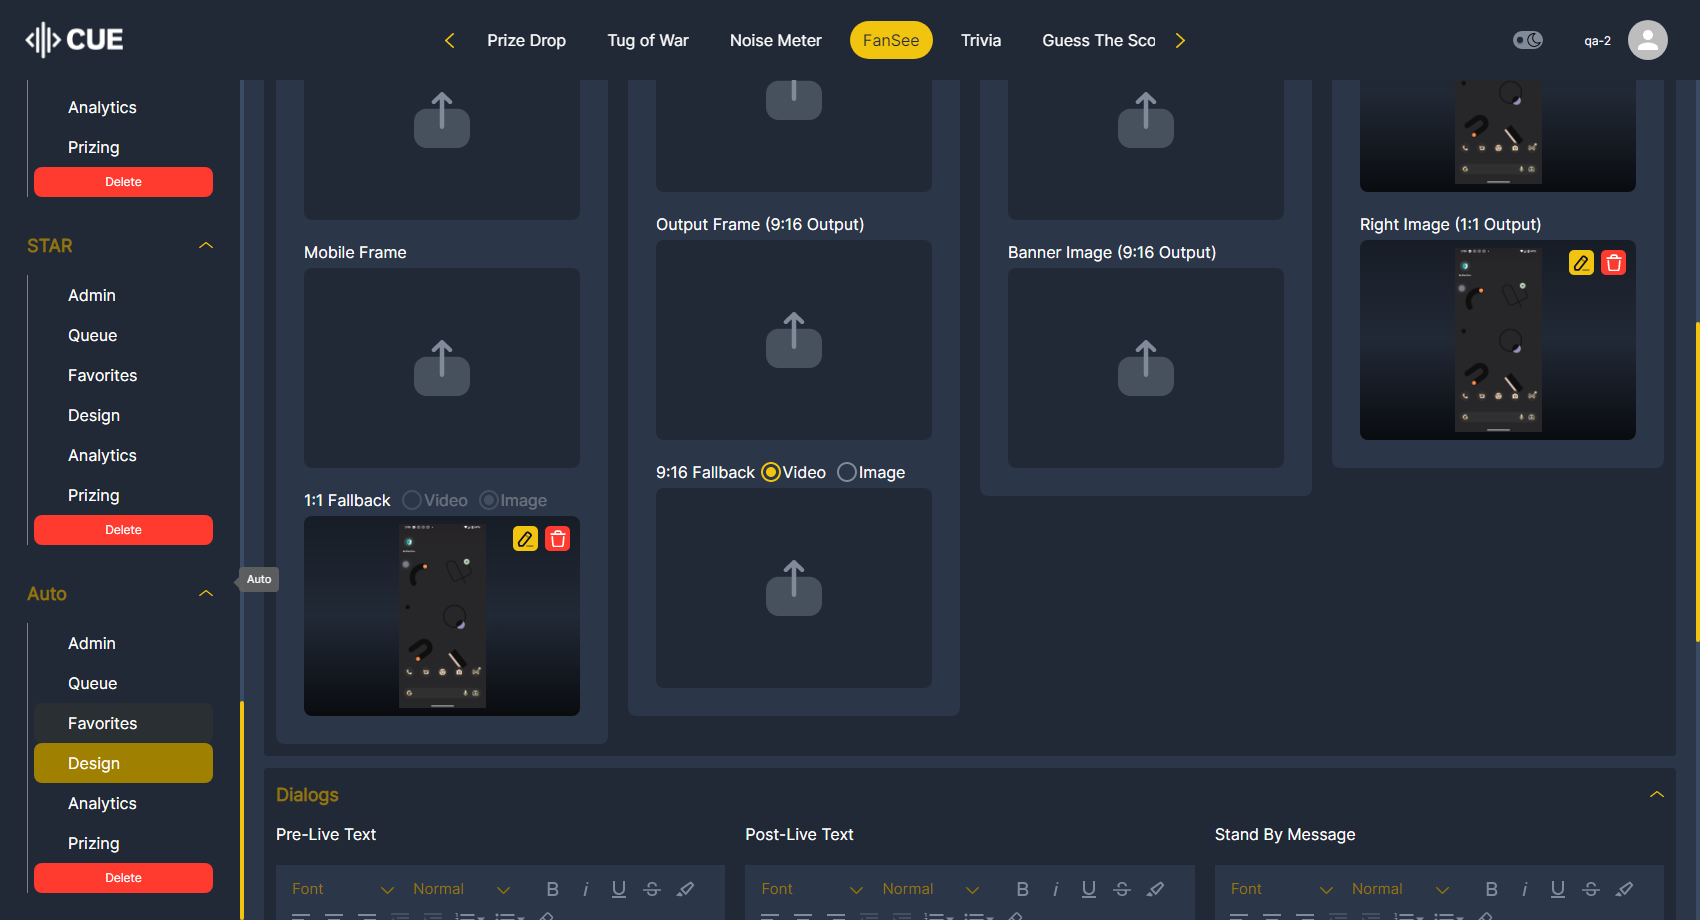 CUE
Prize Drop
Tug of War
Noise Meter
FanSee
Trivia
Guess The Sco
qa-2
Analytics
Prizing
Delete
STAR
Admin
Queue
Favorites
Design
Analytics
Prizing
Delete
Auto
Auto
Admin
Queue
Favorites
Design
Analytics
Prizing
Delete
Mobile Frame
1:1 Fallback Video Image
Output Frame (9:16 Output)
9:16 Fallback Video Image
Banner Image (9:16 Output)
Right Image (1:1 Output)
Dialogs
Pre-Live Text
Font Normal
Post-Live Text
Font Normal
Stand By Message
Font Normal